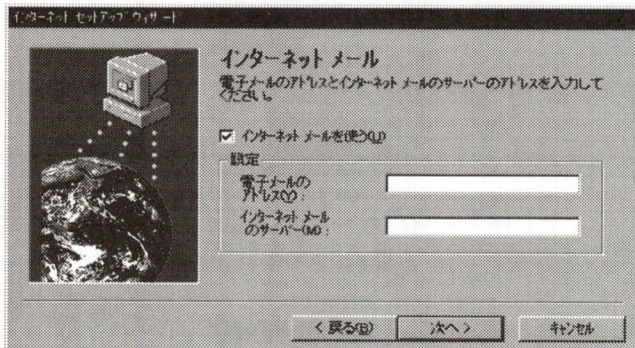 インターネット セットアップ ウィザード
インターネット メール
電子メールのアドレスとインターネット メールのサーバーのアドレスを入力して
ください。
インターネット メールを使う(U)
設定
電子メールの
アドレス(Y):
インターネット メール
のサーバー(M):
< 戻る(B)
次へ >
キャンセル